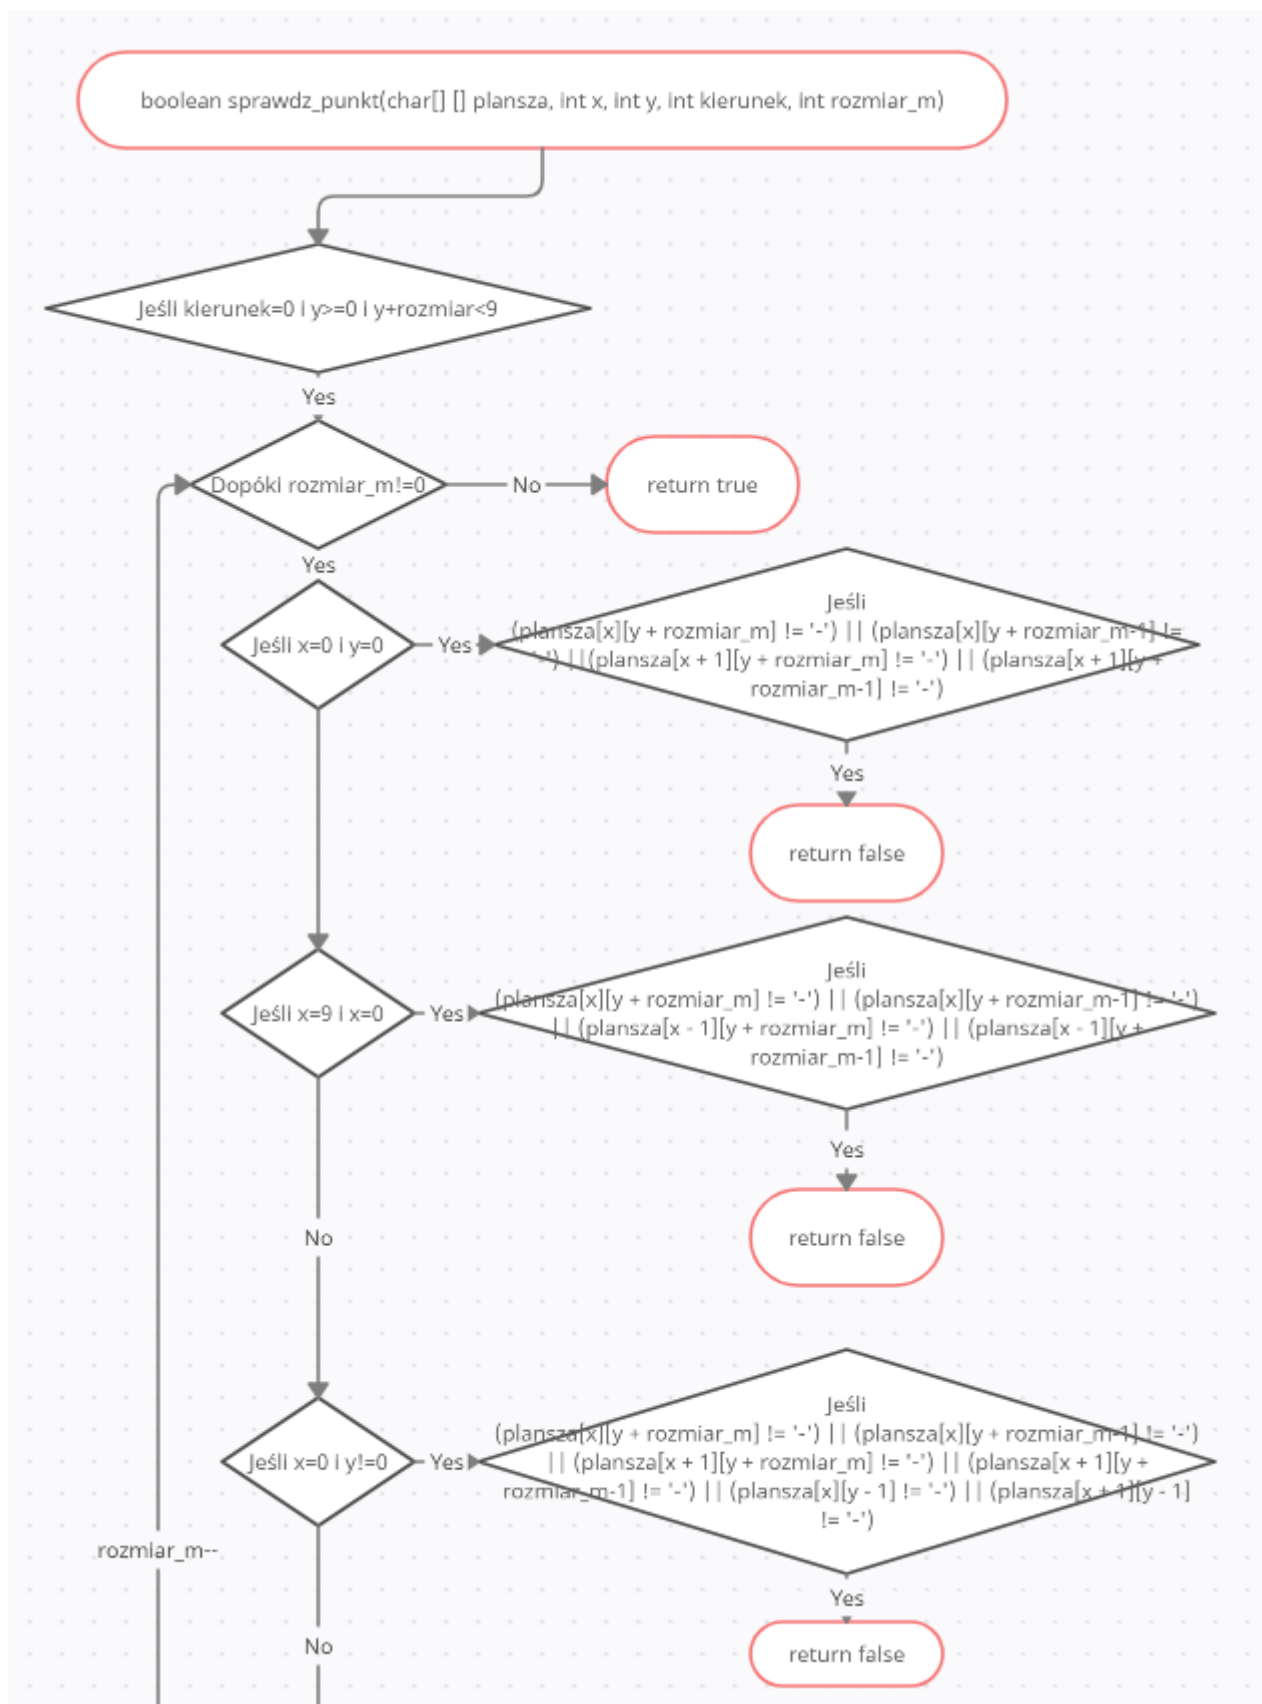 boolean sprawdz_punkt(char[] [] plansza, int x, int y, int kierunek, int rozmiar_m)
Jeśli kierunek=0 i y>=0 i y+rozmiar<9
Yes
Dopóki rozmiar_m!=0
No
return true
Yes
Jeśli x=0 i y=0
Yes
Jeśli
(plansza[x][y + rozmiar_m] != '-') || (plansza[x][y + rozmiar_m-1] !=
'-') ||(plansza[x + 1][y + rozmiar_m] != '-') || (plansza[x + 1][y +
rozmiar_m-1] != '-')
Yes
return false
Jeśli x=9 i x=0
Yes
Jeśli
(plansza[x][y + rozmiar_m] != '-') || (plansza[x][y + rozmiar_m-1] != '-')
|| (plansza[x - 1][y + rozmiar_m] != '-') || (plansza[x - 1][y +
rozmiar_m-1] != '-')
Yes
No
return false
Jeśli x=0 i y!=0
Yes
Jeśli
(plansza[x][y + rozmiar_m] != '-') || (plansza[x][y + rozmiar_m-1] != '-')
|| (plansza[x + 1][y + rozmiar_m] != '-') || (plansza[x + 1][y +
rozmiar_m-1] != '-') || (plansza[x][y - 1] != '-') || (plansza[x + 1][y - 1]
!= '-')
rozmiar_m--
Yes
No
return false